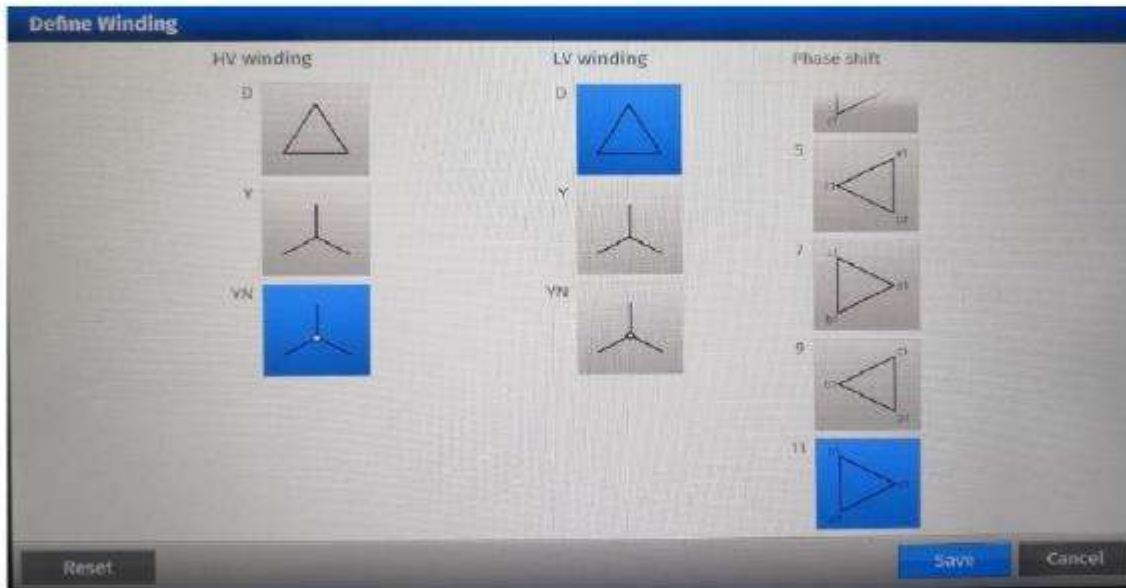 Define Winding
HV winding
LV winding
Phase shift
D
D
Y
Y
YN
YN
5
7
9
11
Reset
Save
Cancel